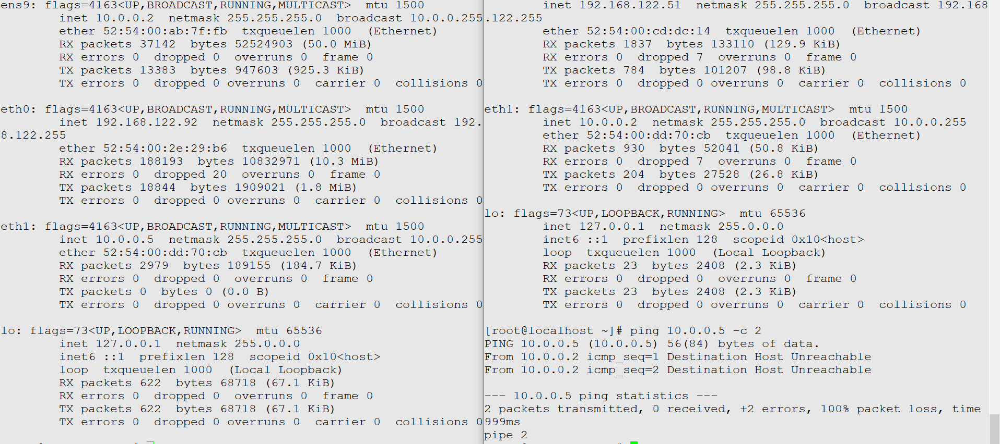 ens9: flags=4163<UP,BROADCAST,RUNNING,MULTICAST>  mtu 1500
        inet 10.0.0.2  netmask 255.255.255.0  broadcast 10.0.0.255
        ether 52:54:00:ab:7f:fb  txqueuelen 1000  (Ethernet)
        RX packets 37142  bytes 52524903 (50.0 MiB)
        RX errors 0  dropped 0  overruns 0  frame 0
        TX packets 13383  bytes 947603 (925.3 KiB)
        TX errors 0  dropped 0 overruns 0  carrier 0  collisions 0

eth0: flags=4163<UP,BROADCAST,RUNNING,MULTICAST>  mtu 1500
        inet 192.168.122.92  netmask 255.255.255.0  broadcast 192.
8.122.255
        ether 52:54:00:2e:29:b6  txqueuelen 1000  (Ethernet)
        RX packets 188193  bytes 10832971 (10.3 MiB)
        RX errors 0  dropped 20  overruns 0  frame 0
        TX packets 18844  bytes 1909021 (1.8 MiB)
        TX errors 0  dropped 0 overruns 0  carrier 0  collisions 0

eth1: flags=4163<UP,BROADCAST,RUNNING,MULTICAST>  mtu 1500
        inet 10.0.0.5  netmask 255.255.255.0  broadcast 10.0.0.255
        ether 52:54:00:dd:70:cb  txqueuelen 1000  (Ethernet)
        RX packets 2979  bytes 189155 (184.7 KiB)
        RX errors 0  dropped 0  overruns 0  frame 0
        TX packets 0  bytes 0 (0.0 B)
        TX errors 0  dropped 0 overruns 0  carrier 0  collisions 0

lo: flags=73<UP,LOOPBACK,RUNNING>  mtu 65536
        inet 127.0.0.1  netmask 255.0.0.0
        inet6 ::1  prefixlen 128  scopeid 0x10<host>
        loop  txqueuelen 1000  (Local Loopback)
        RX packets 622  bytes 68718 (67.1 KiB)
        RX errors 0  dropped 0  overruns 0  frame 0
        TX packets 622  bytes 68718 (67.1 KiB)
        TX errors 0  dropped 0 overruns 0  carrier 0  collisions 0

        inet 192.168.122.51  netmask 255.255.255.0  broadcast 192.168
.122.255
        ether 52:54:00:cd:dc:14  txqueuelen 1000  (Ethernet)
        RX packets 1837  bytes 133110 (129.9 KiB)
        RX errors 0  dropped 7  overruns 0  frame 0
        TX packets 784  bytes 101207 (98.8 KiB)
        TX errors 0  dropped 0 overruns 0  carrier 0  collisions 0

eth1: flags=4163<UP,BROADCAST,RUNNING,MULTICAST>  mtu 1500
        inet 10.0.0.2  netmask 255.255.255.0  broadcast 10.0.0.255
        ether 52:54:00:dd:70:cb  txqueuelen 1000  (Ethernet)
        RX packets 930  bytes 52041 (50.8 KiB)
        RX errors 0  dropped 7  overruns 0  frame 0
        TX packets 204  bytes 27528 (26.8 KiB)
        TX errors 0  dropped 0 overruns 0  carrier 0  collisions 0

lo: flags=73<UP,LOOPBACK,RUNNING>  mtu 65536
        inet 127.0.0.1  netmask 255.0.0.0
        inet6 ::1  prefixlen 128  scopeid 0x10<host>
        loop  txqueuelen 1000  (Local Loopback)
        RX packets 23  bytes 2408 (2.3 KiB)
        RX errors 0  dropped 0  overruns 0  frame 0
        TX packets 23  bytes 2408 (2.3 KiB)
        TX errors 0  dropped 0 overruns 0  carrier 0  collisions 0

[root@localhost ~]# ping 10.0.0.5 -c 2
PING 10.0.0.5 (10.0.0.5) 56(84) bytes of data.
From 10.0.0.2 icmp_seq=1 Destination Host Unreachable
From 10.0.0.2 icmp_seq=2 Destination Host Unreachable

--- 10.0.0.5 ping statistics ---
2 packets transmitted, 0 received, +2 errors, 100% packet loss, time
999ms
pipe 2